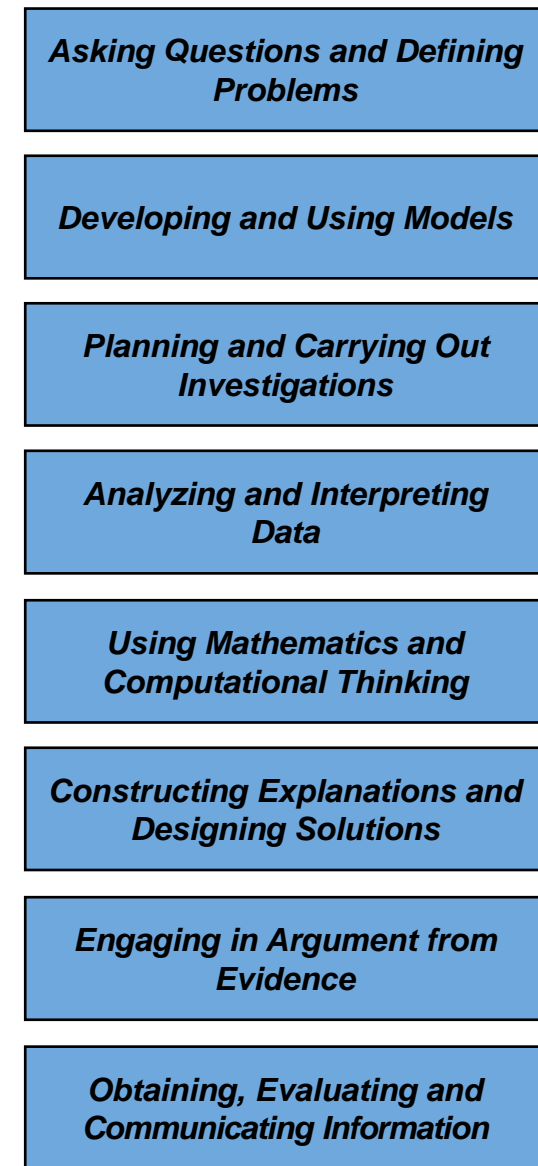 Asking Questions and Defining
Problems
Developing and Using Models
Planning and Carrying Out
Investigations
Analyzing and Interpreting
Data
Using Mathematics and
Computational Thinking
Constructing Explanations and
Designing Solutions
Engaging in Argument from
Evidence
Obtaining, Evaluating and
Communicating Information